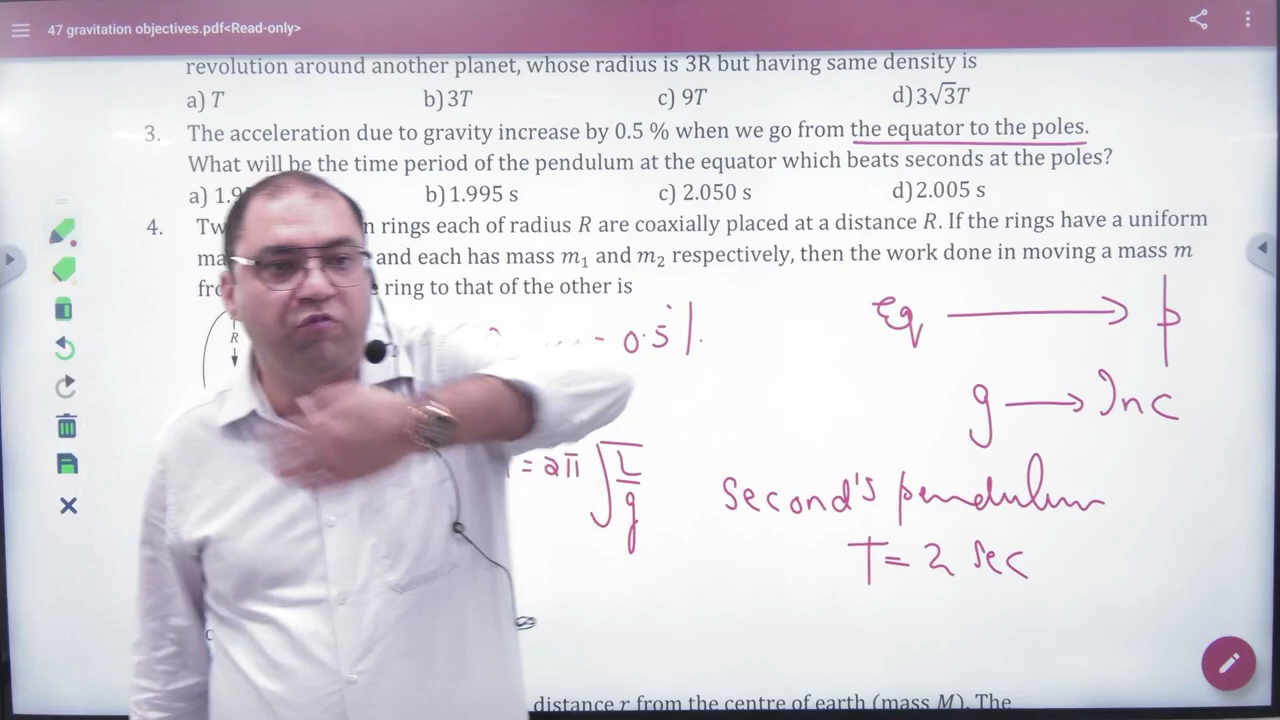 47 gravitation objectives.pdf<Read-only>
revolution around another planet, whose radius is 3R but having same density is
a) T b) 3T c) 9T d) 3√3T
3. The acceleration due to gravity increase by 0.5 % when we go from the equator to the poles.
What will be the time period of the pendulum at the equator which beats seconds at the poles?
a) 1.9 b) 1.995 s c) 2.050 s d) 2.005 s
4. Tw n rings each of radius R are coaxially placed at a distance R. If the rings have a uniform
ma and each has mass m₁ and m₂ respectively, then the work done in moving a mass m
fro ring to that of the other is
Eq ⟶ p
R
- 0.5 %.
g ⟶ Inc
= 2π √(L/g)
Second's pendulum
T = 2 sec
distance r from the centre of earth (mass M). The